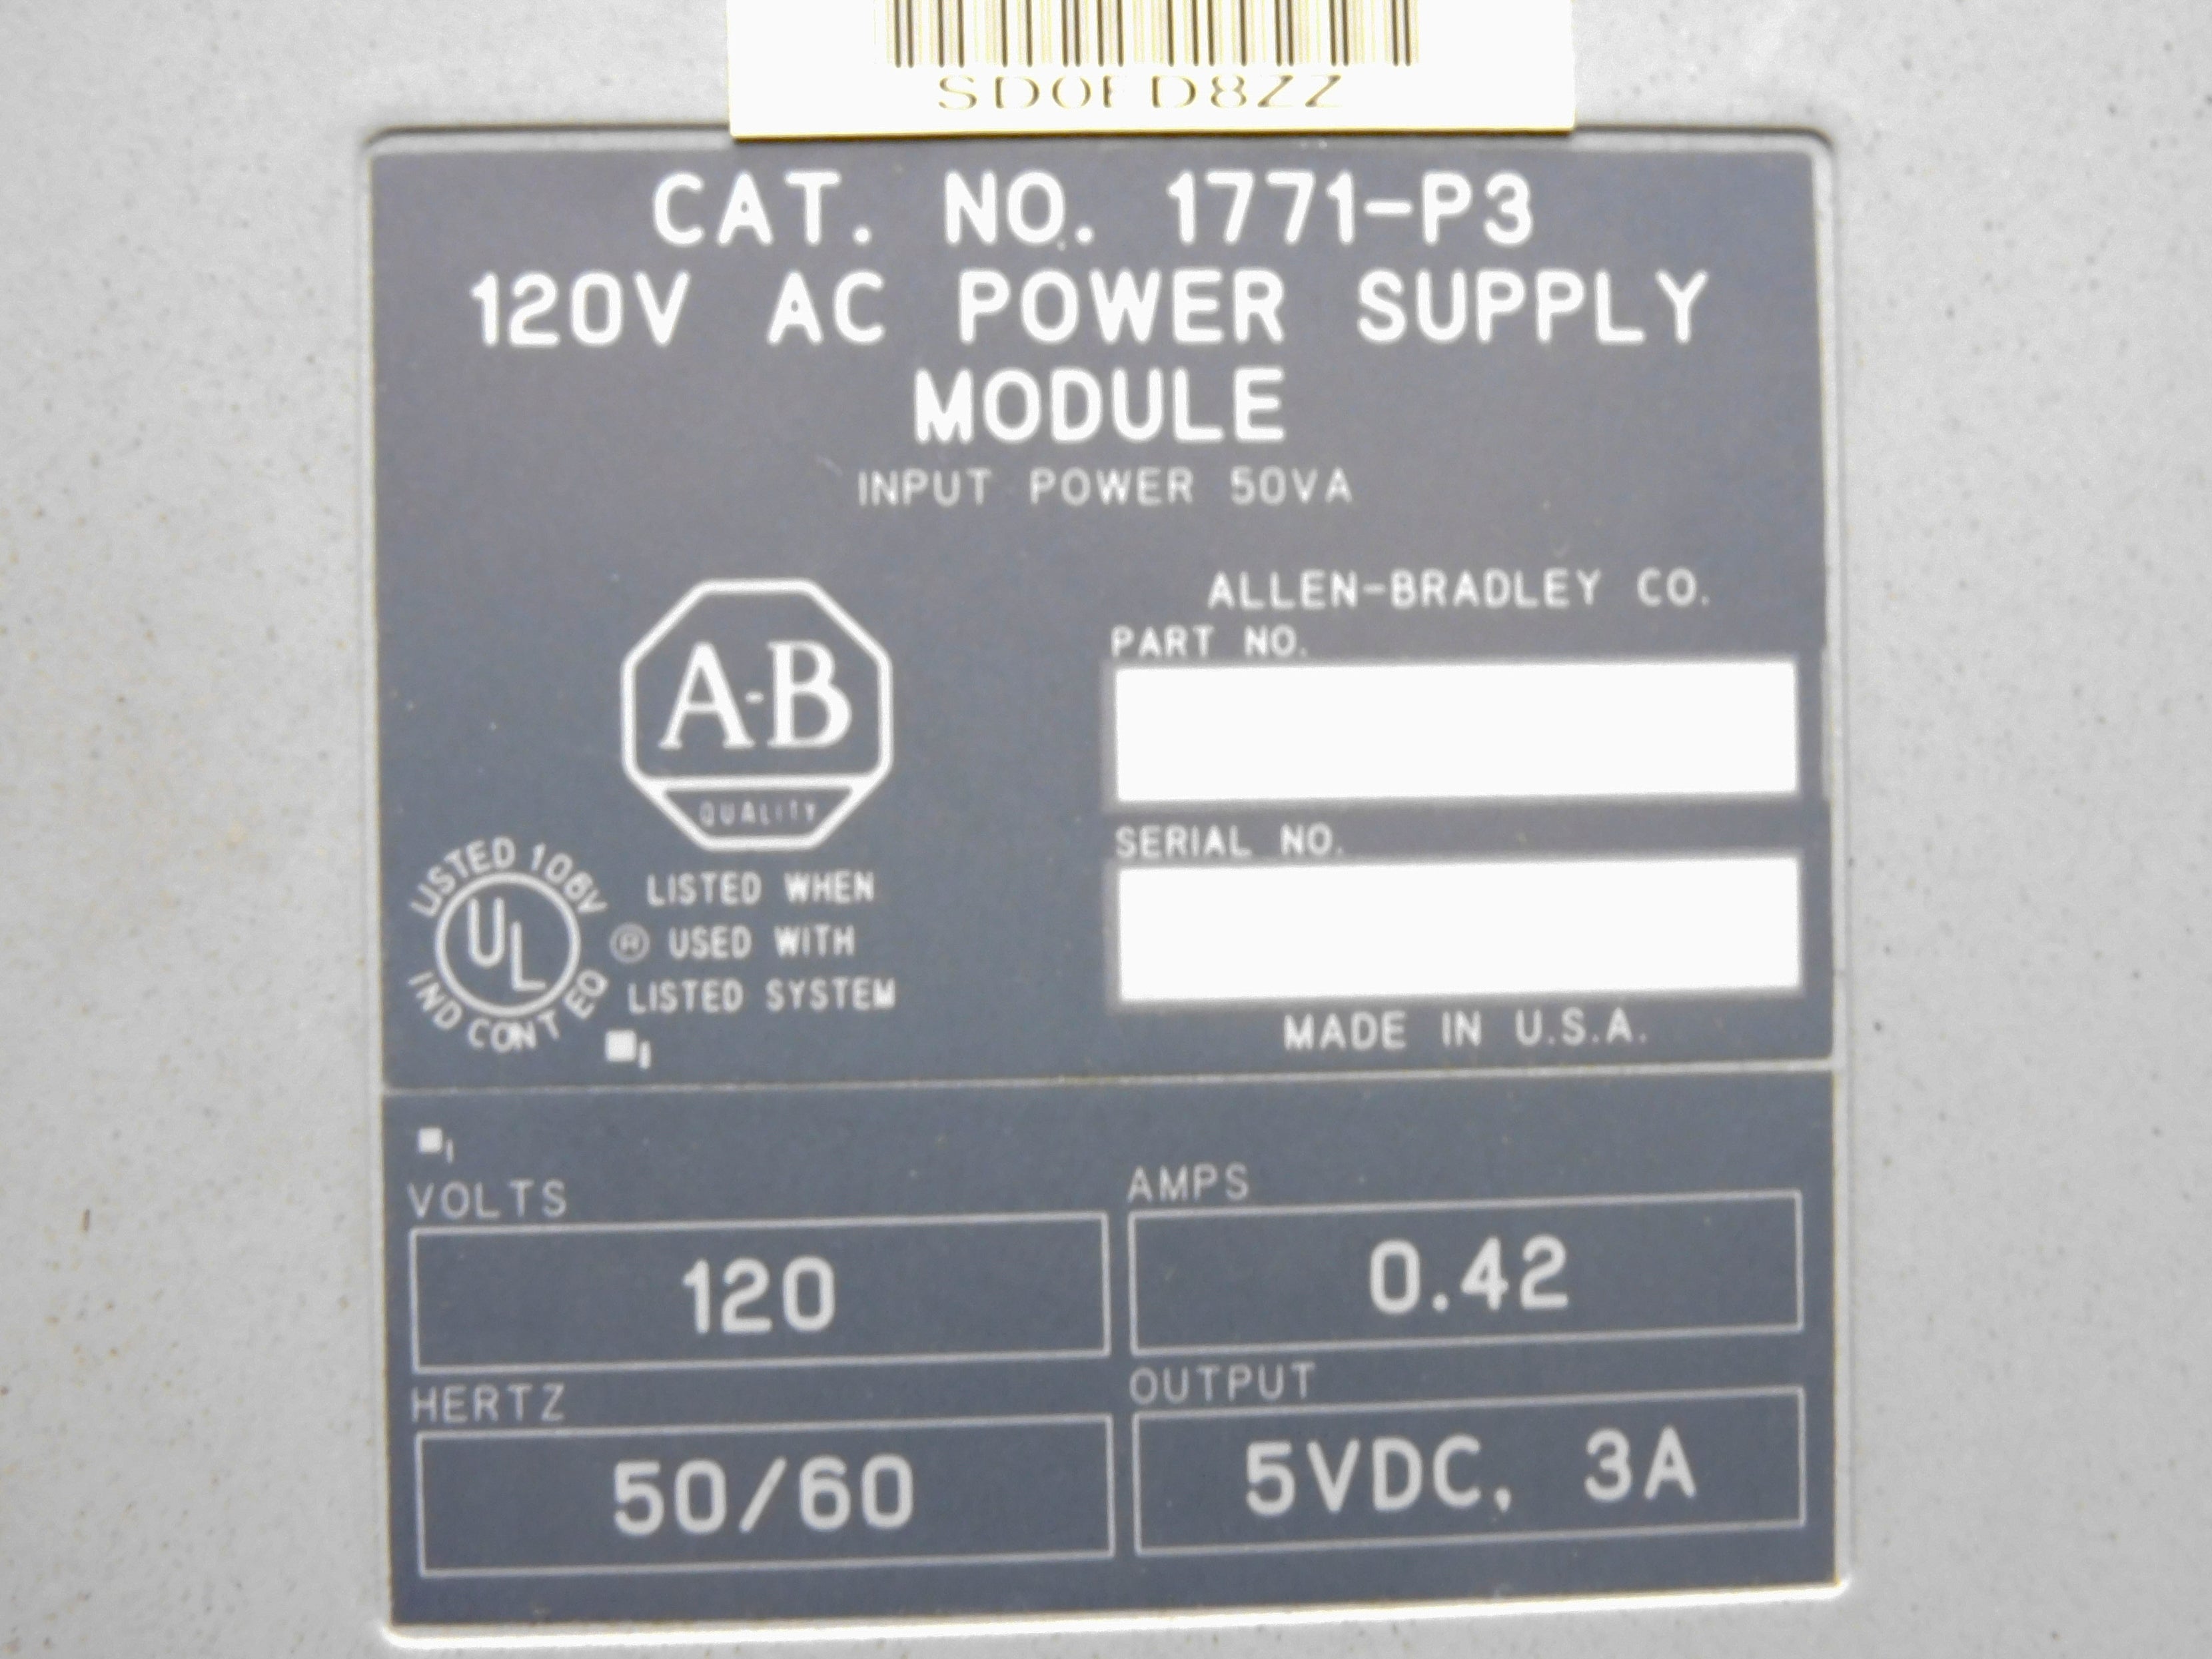 SD0ED8ZZ
CAT. NO. 1771-P3
120V AC POWER SUPPLY
MODULE
INPUT POWER 50VA
A-B
QUALITY
ALLEN-BRADLEY CO.
PART NO.
SERIAL NO.
MADE IN U.S.A.
LISTED 106V
UL
IND CONT EQ
®
LISTED WHEN
USED WITH
LISTED SYSTEM
VOLTS
120
AMPS
0.42
HERTZ
50/60
OUTPUT
5VDC, 3A